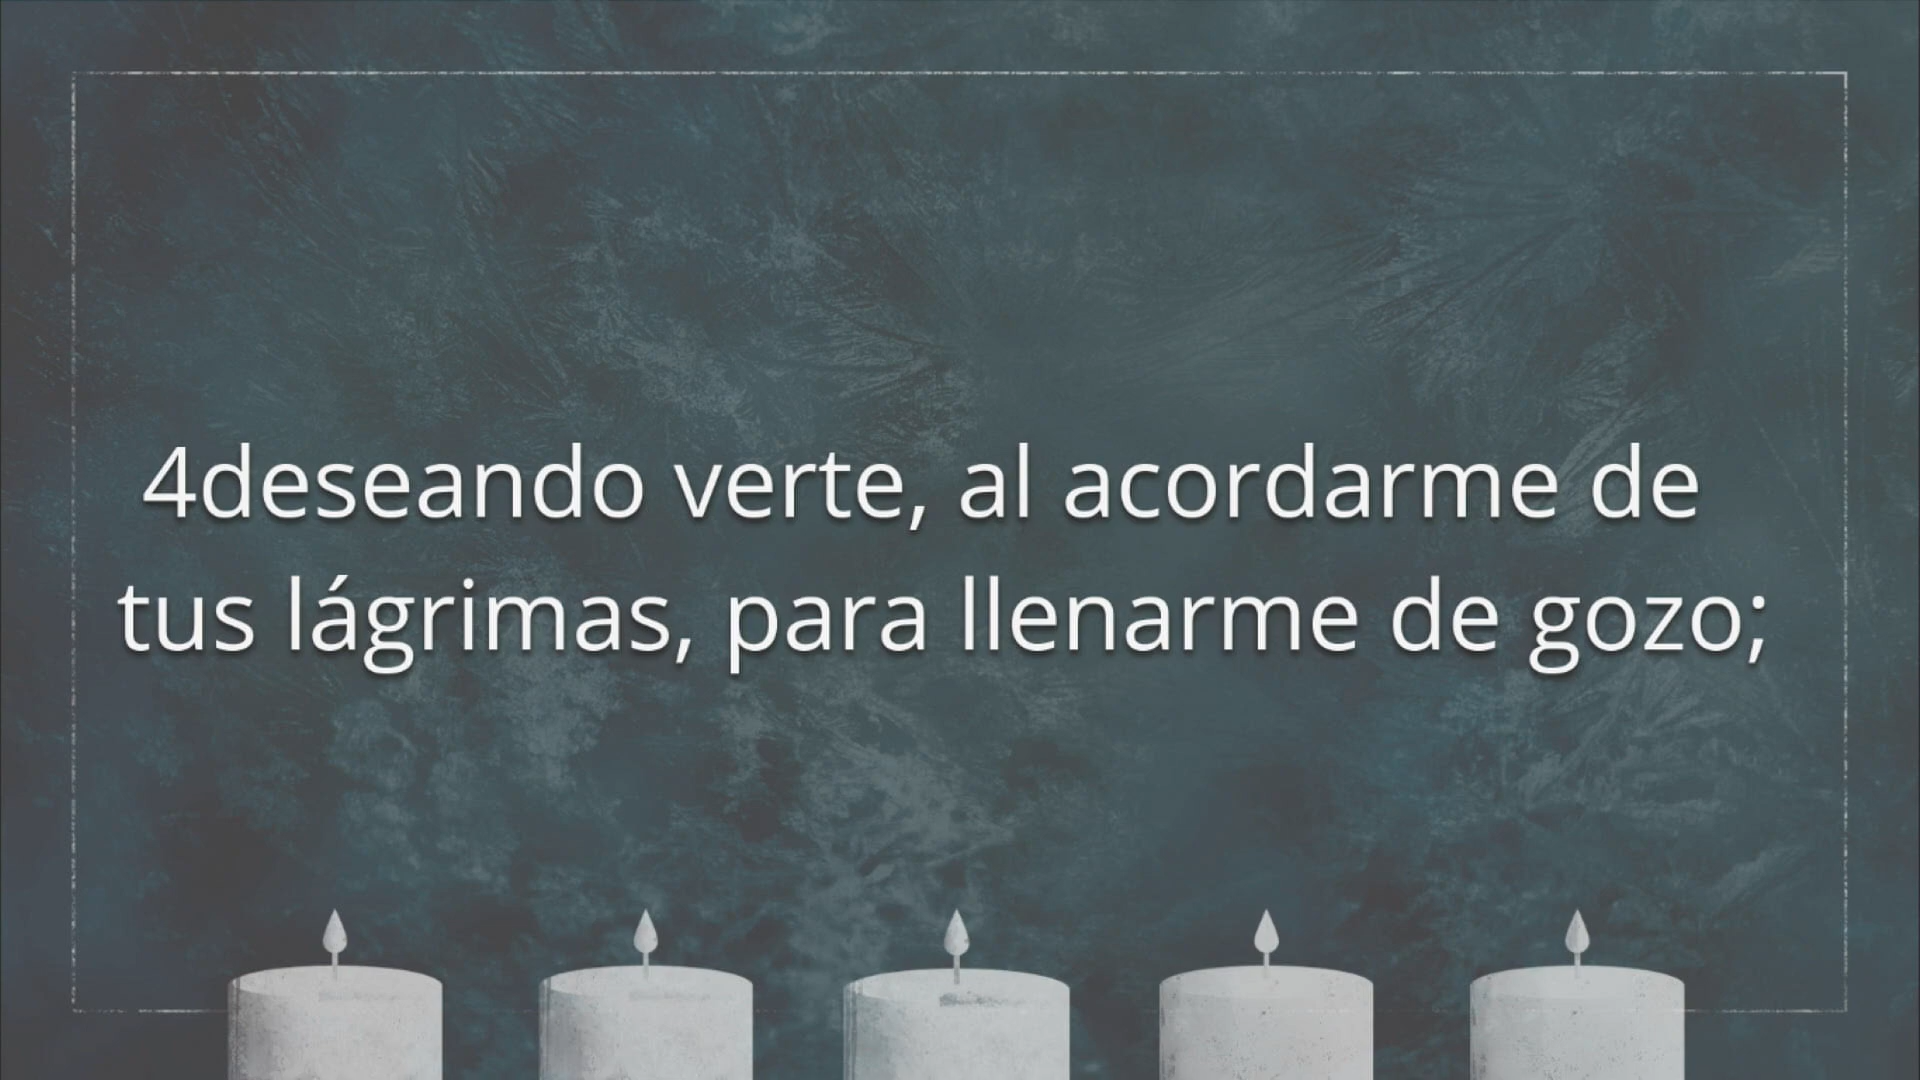 4deseando verte, al acordarme de
tus lágrimas, para llenarme de gozo;